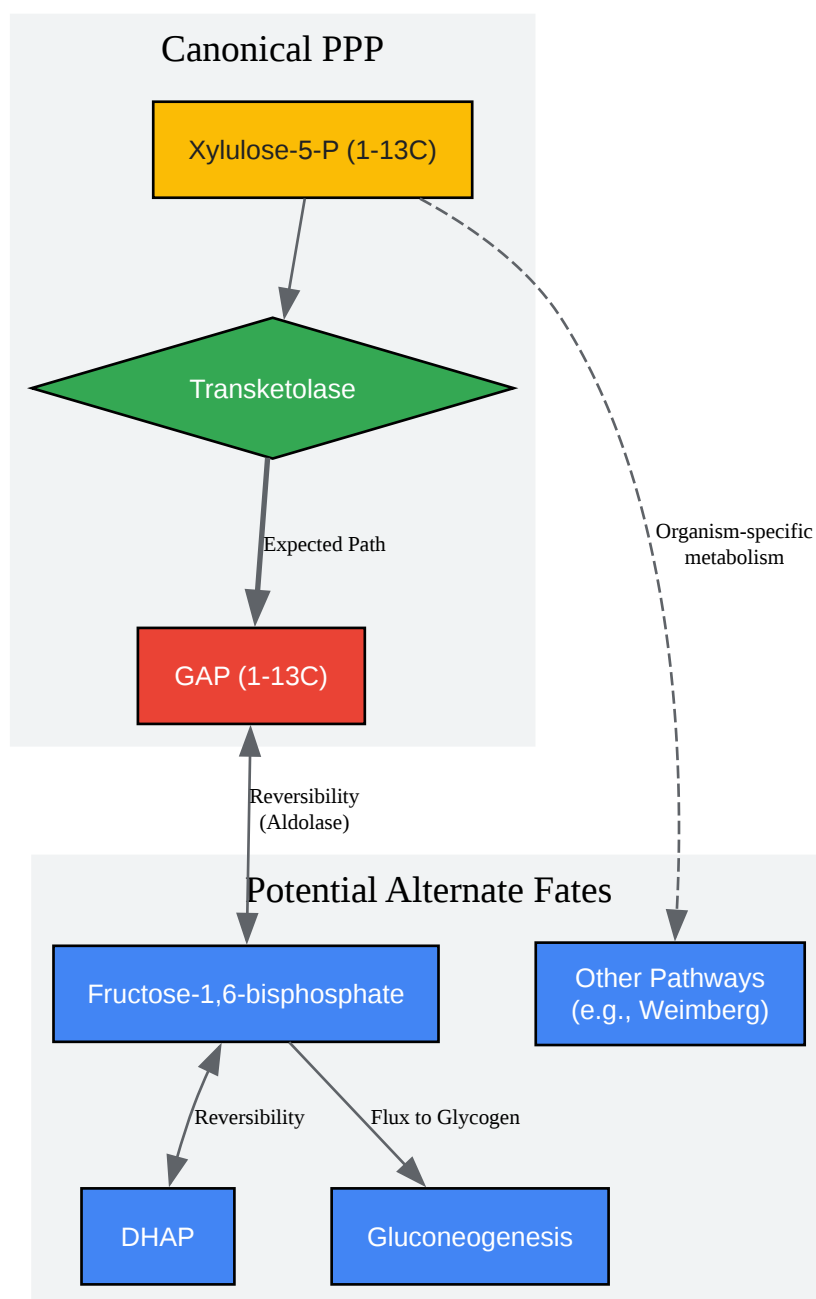 Canonical PPP
Xylulose-5-P (1-13C)
Transketolase
Expected Path
Organism-specific
metabolism
GAP (1-13C)
Reversibility
(Aldolase)
Potential Alternate Fates
Fructose-1,6-bisphosphate
Other Pathways
(e.g., Weimberg)
Reversibility
Flux to Glycogen
DHAP
Gluconeogenesis